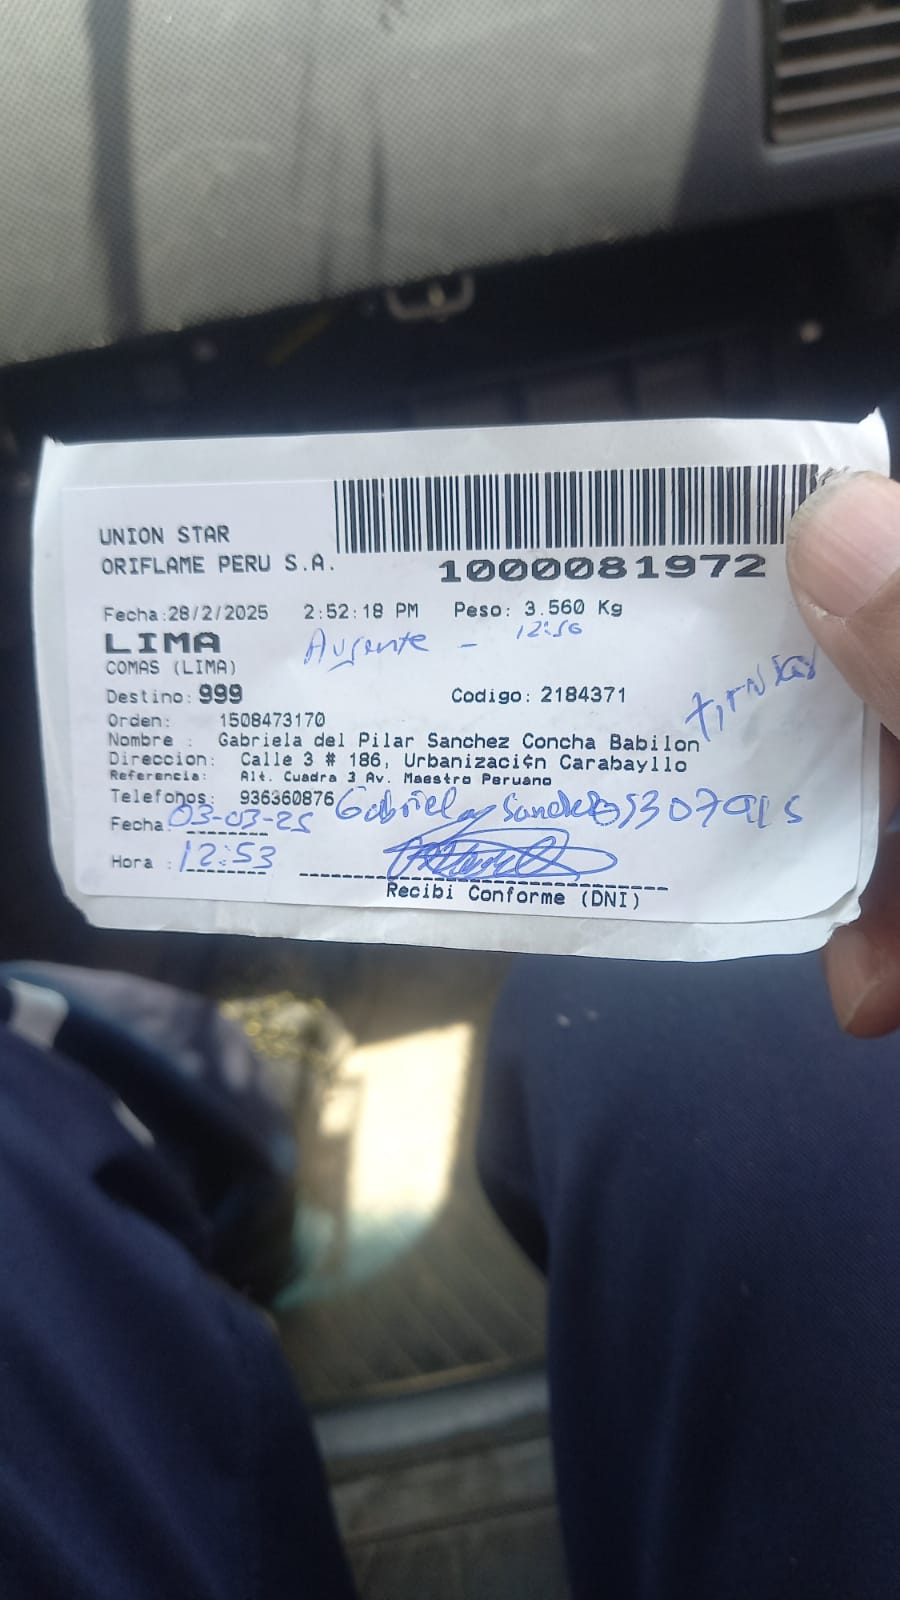 UNION STAR
ORIFLAME PERU S.A.
1000081972
Fecha:28/2/2025 2:52:18 PM Peso: 3.560 Kg
LIMA Ausente - 12:56
COMAS (LIMA)
Destino: 999 Codigo: 2184371
Orden: 1508473170
Nombre : Gabriela del Pilar Sanchez Concha Babilon
Direccion: Calle 3 # 186, Urbanizaci¢n Carabayllo
Referencia: Alt. Cuadra 3 Av. Maestro Peruano
Telefonos: 936360876
Fecha: 03-03-25 Gabriela Sanchez
Hora : 12:53
Recibi Conforme (DNI)